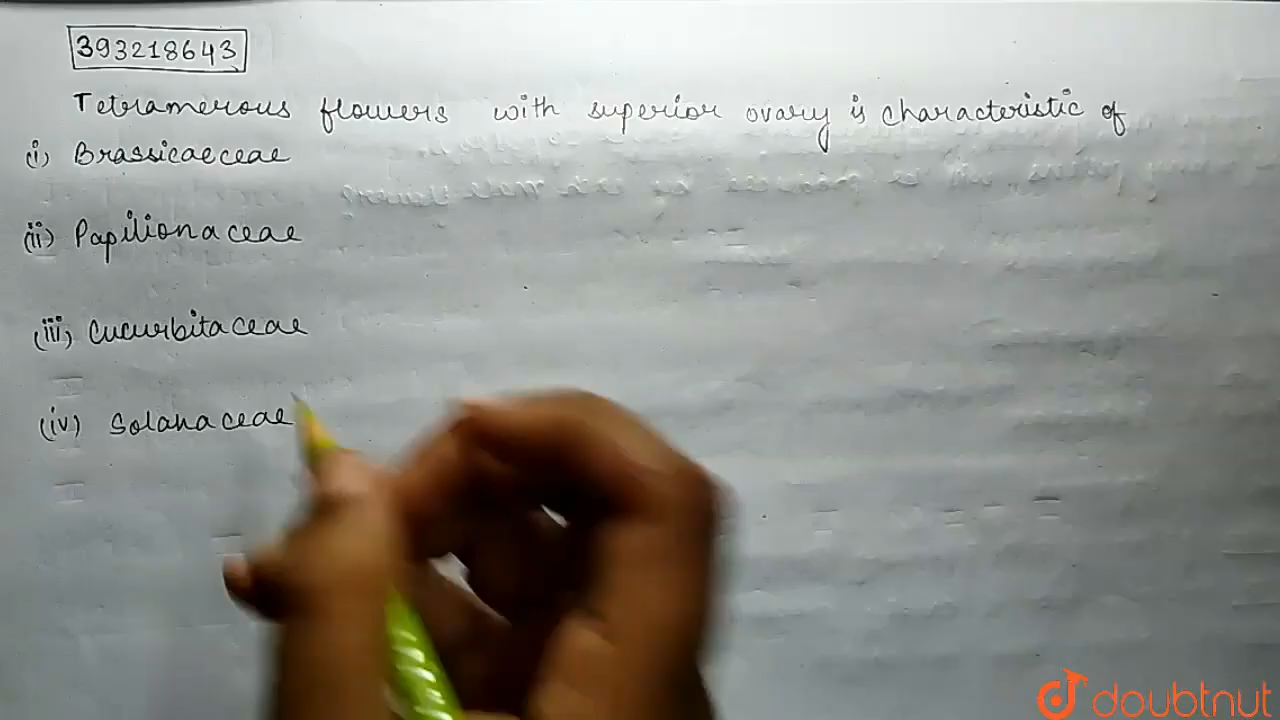 393218643
Tetramerous flowers with superior ovary is characteristic of
(i) Brassicaeceae
(ii) Papilionaceae
(iii) Cucurbitaceae
(iv) Solanaceae
doubtnut